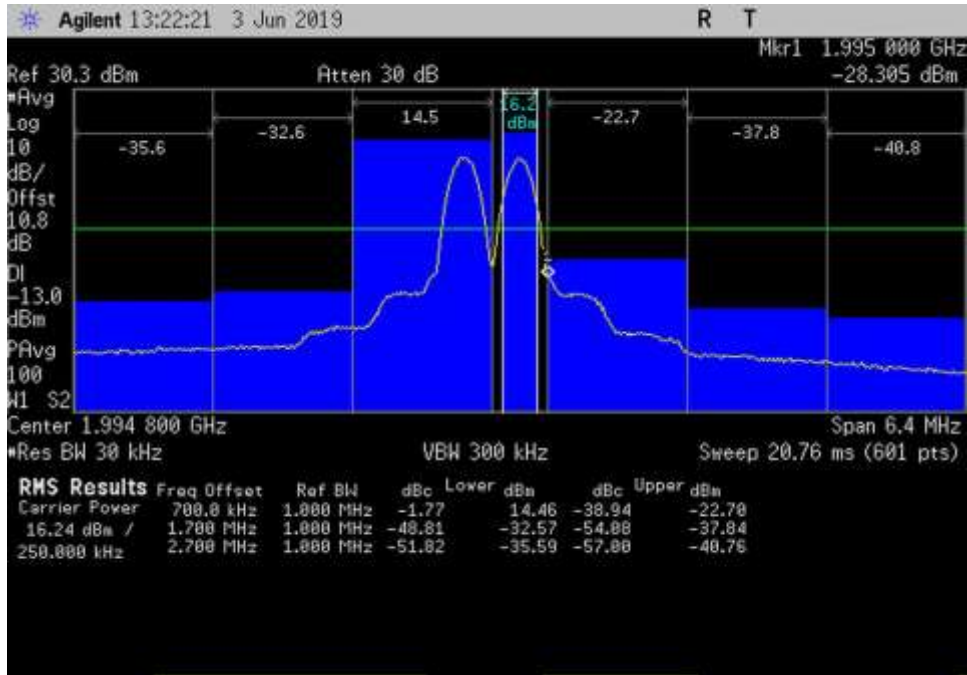 Agilent 13:22:21 3 Jun 2019 R T
Mkr1 1.995 000 GHz
Ref 30.3 dBm Atten 30 dB -28.305 dBm
#Avg
Log
10
dB/
Offst
10.8
dB
DI
-13.0
dBm
PAvg
100
W1 S2
-35.6 -32.6 14.5 16.2 dBm -22.7 -37.8 -40.8
Center 1.994 800 GHz Span 6.4 MHz
#Res BW 30 kHz VBW 300 kHz Sweep 20.76 ms (601 pts)
RMS Results Freq Offset Ref BW dBc Lower dBm dBc Upper dBm
Carrier Power 700.0 kHz 1.000 MHz -1.77 14.46 -38.94 -22.70
16.24 dBm / 1.700 MHz 1.000 MHz -48.81 -32.57 -54.08 -37.84
250.000 kHz 2.700 MHz 1.000 MHz -51.82 -35.59 -57.00 -40.76